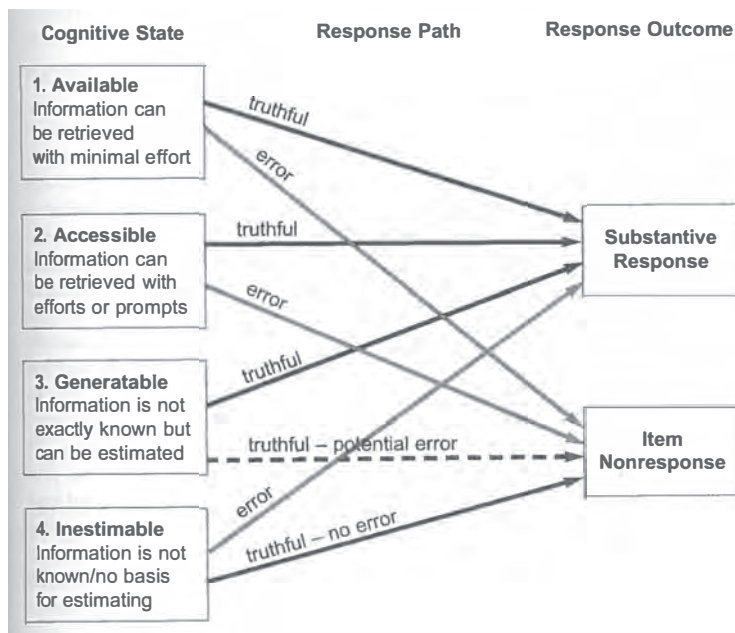 Cognitive State
Response Path
Response Outcome
1. Available
Information can
be retrieved
with minimal effort
truthful
error
2. Accessible
Information can
be retrieved with
efforts or prompts
truthful
error
Substantive
Response
3. Generatable
Information is not
exactly known but
can be estimated
truthful
truthful – potential error
Item
Nonresponse
4. Inestimable
Information is not
known/no basis
for estimating
error
truthful – no error